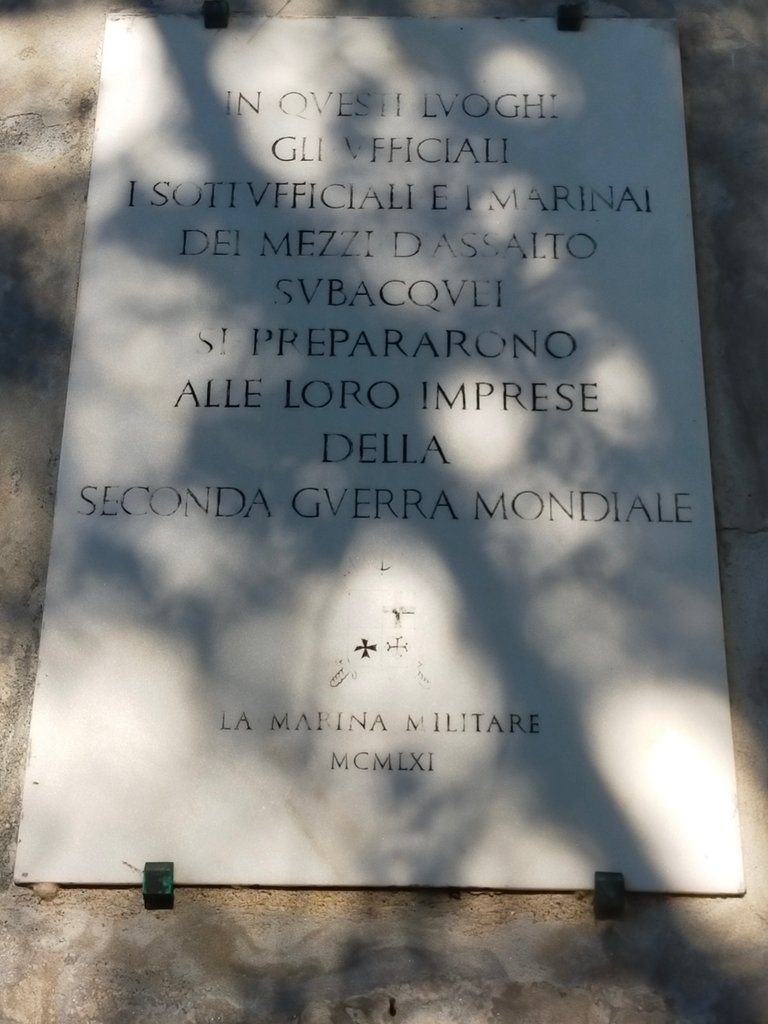 IN QVESTI LVOGHI
GLI VFFICIALI
I SOTTVFFICIALI E I MARINAI
DEI MEZZI D'ASSALTO
SVBACQVEI
SI PREPARARONO
ALLE LORO IMPRESE
DELLA
SECONDA GVERRA MONDIALE
LA MARINA MILITARE
MCMLXI